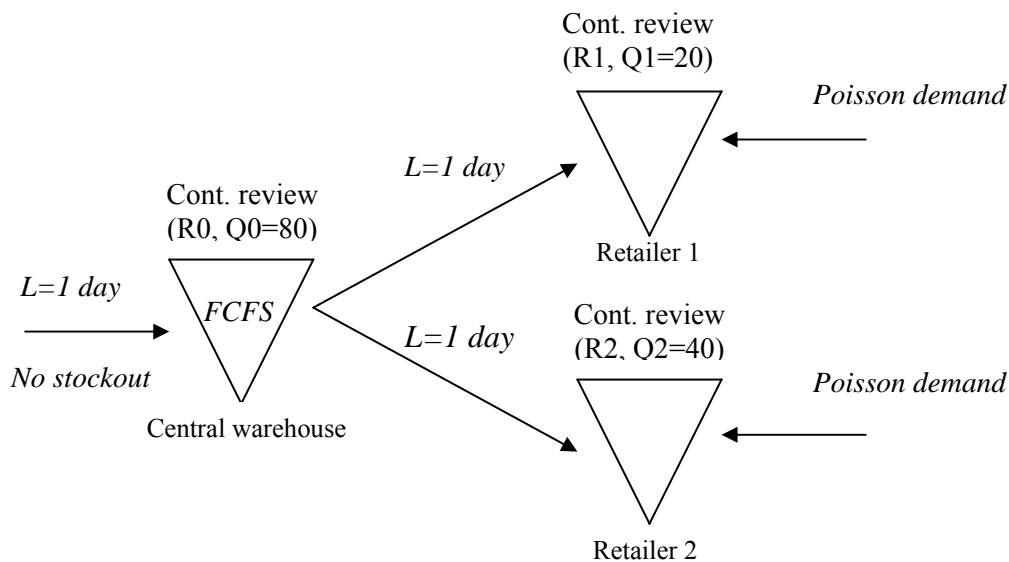 Cont. review
(R1, Q1=20)
Poisson demand
L=1 day
Retailer 1
Cont. review
(R0, Q0=80)
L=1 day
FCFS
No stockout
Central warehouse
L=1 day
Cont. review
(R2, Q2=40)
Poisson demand
Retailer 2